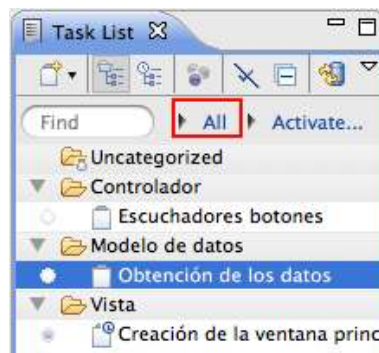 Task List
Find All Activate...
Uncategorized
Controlador
Escuchadores botones
Modelo de datos
Obtención de los datos
Vista
Creación de la ventana princ